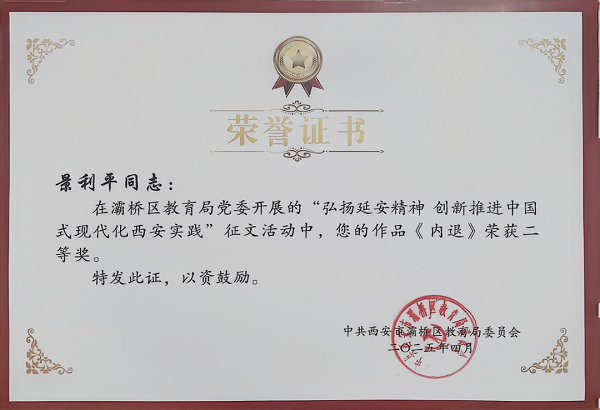 荣誉证书
景利平同志：
在灞桥区教育局党委开展的“弘扬延安精神 创新推进中国
式现代化西安实践”征文活动中，您的作品《内退》荣获二
等奖。
特发此证，以资鼓励。
中共西安市灞桥区教育局委员会
二〇二五年四月